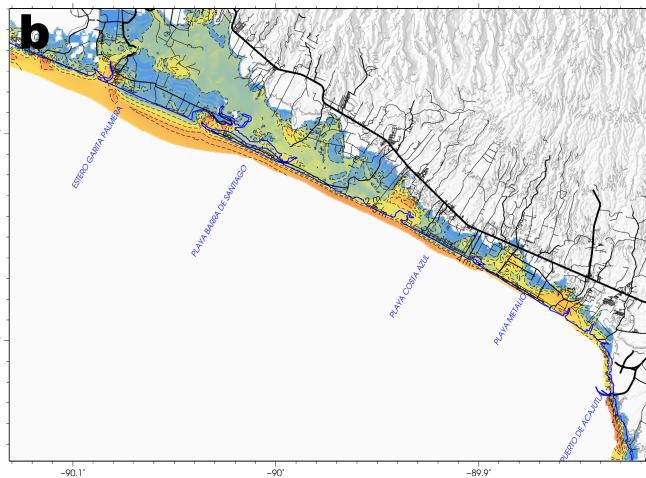 b
ESTERO GARITA PALMERA
PLAYA BARRA DE SANTIAGO
PLAYA COSTA AZUL
PLAYA METALIO
PUERTO DE ACAJUTLA
−90.1˚
−90˚
−89.9˚